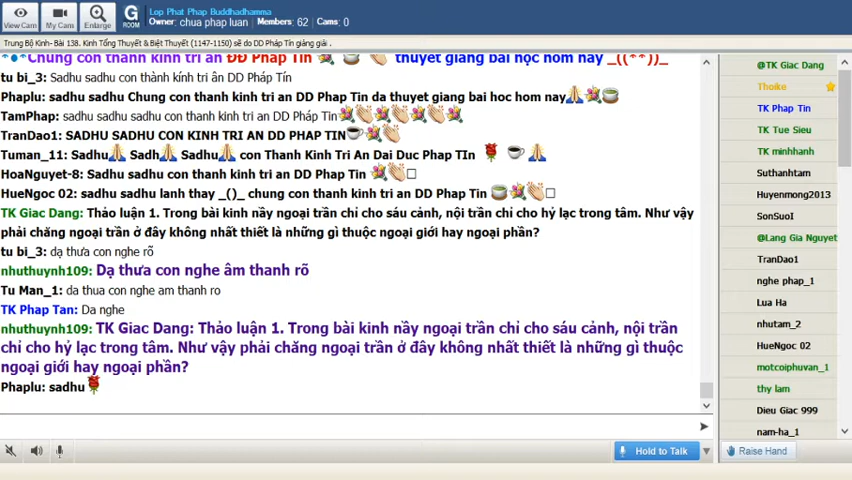 Lop Phat Phap Buddhadhamma
Owner: chua phap luan Members: 62 Cams: 0
View Cam My Cam Enlarge G ROOM
Trung Bộ Kinh- Bài 138. Kinh Tổng Thuyết & Biệt Thuyết (1147-1150) sẽ do DD Pháp Tín giảng giải .
Chung con thanh kinh tri an ĐĐ Phap Tin thuyet giang bai học hom nay _((**))_
tu bi_3: Sadhu sadhu con thành kính tri ân DD Pháp Tín
Phaplu: sadhu sadhu Chung con thanh kinh tri an DD Phap Tin da thuyet giang bai hoc hom nay
TamPhap: sadhu sadhu con thanh kinh tri an DD Pháp Tin
TranDao1: SADHU SADHU CON KINH TRI AN DD PHAP TIN
Tuman_11: Sadhu Sadh Sadhu con Thanh Kinh Tri An Dai Duc Phap TIn
HoaNguyet-8: Sadhu sadhu con thanh kinh tri an DD Phap Tin
HueNgoc 02: sadhu sadhu lanh thay _()_ chung con thanh kinh tri an DD Phap Tin
TK Giac Dang: Thảo luận 1. Trong bài kinh nầy ngoại trần chỉ cho sáu cảnh, nội trần chỉ cho hỷ lạc trong tâm. Như vậy
phải chăng ngoại trần ở đây không nhất thiết là những gì thuộc ngoại giới hay ngoại phần?
tu bi_3: dạ thưa con nghe rõ
nhuthuynh109: Dạ thưa con nghe âm thanh rõ
Tu Man_1: da thua con nghe am thanh ro
TK Phap Tan: Da nghe
nhuthuynh109: TK Giac Dang: Thảo luận 1. Trong bài kinh nầy ngoại trần chỉ cho sáu cảnh, nội trần
chỉ cho hỷ lạc trong tâm. Như vậy phải chăng ngoại trần ở đây không nhất thiết là những gì thuộc
ngoại giới hay ngoại phần?
Phaplu: sadhu
Hold to Talk
@TK Giac Dang
Thoike
TK Phap Tin
TK Tue Sieu
TK minhhanh
Suthanhtam
Huyenmong2013
SonSuoI
@Lang Gia Nguyet
TranDao1
nghe phap_1
Lua Ha
nhutam_2
HueNgoc 02
motcoiphuvan_1
thy lam
Dieu Giac 999
nam-ha_1
Raise Hand